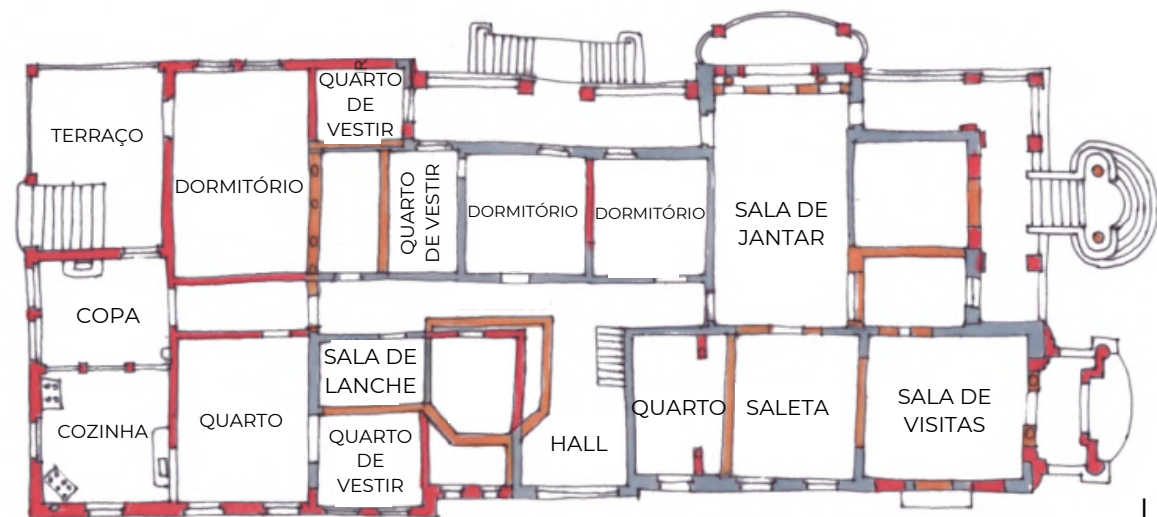 QUARTO
DE
VESTIR
TERRAÇO
DORMITÓRIO
QUARTO
DE VESTIR
DORMITÓRIO
DORMITÓRIO
SALA DE
JANTAR
COPA
SALA DE
LANCHE
QUARTO
COZINHA
QUARTO
DE
VESTIR
HALL
QUARTO
SALETA
SALA DE
VISITAS